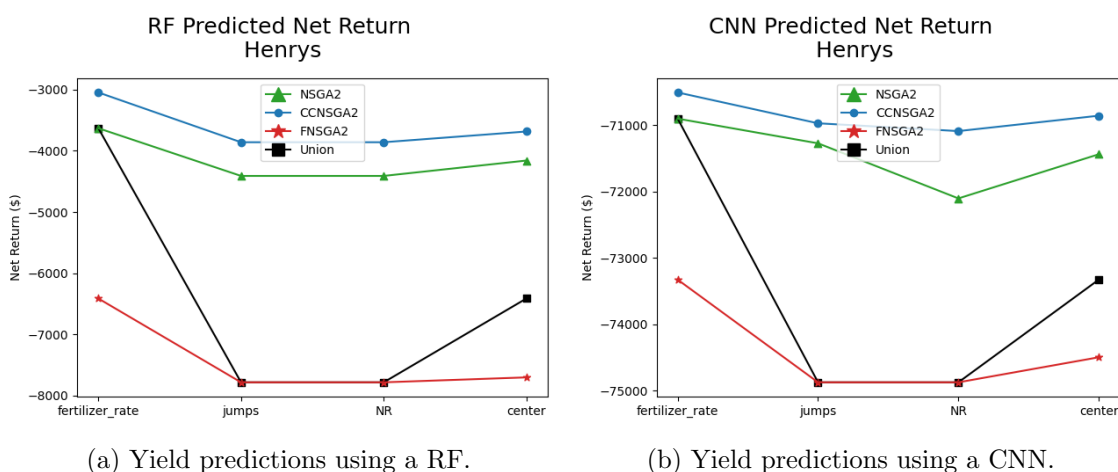 RF Predicted Net Return
Henrys
Net Return ($)
−3000
−4000
−5000
−6000
−7000
−8000
NSGA2
CCNSGA2
FNSGA2
Union
fertilizer_rate
jumps
NR
center
(a) Yield predictions using a RF.
CNN Predicted Net Return
Henrys
Net Return ($)
−71000
−72000
−73000
−74000
−75000
NSGA2
CCNSGA2
FNSGA2
Union
fertilizer_rate
jumps
NR
center
(b) Yield predictions using a CNN.